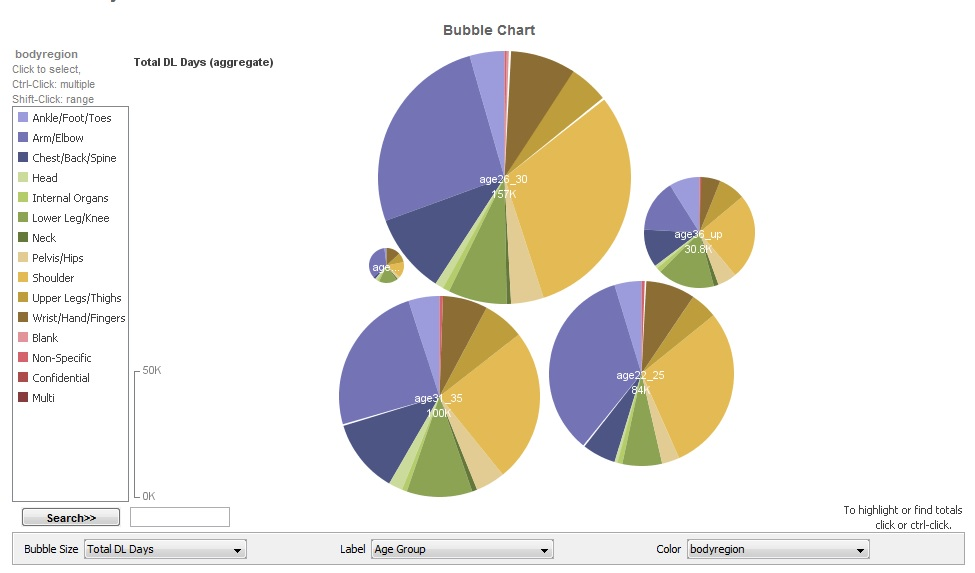 Bubble Chart
bodyregion
Click to select,
Ctrl-Click: multiple
Shift-Click: range
Total DL Days (aggregate)
Ankle/Foot/Toes
Arm/Elbow
Chest/Back/Spine
Head
Internal Organs
Lower Leg/Knee
Neck
Pelvis/Hips
Shoulder
Upper Legs/Thighs
Wrist/Hand/Fingers
Blank
Non-Specific
Confidential
Multi
age26_30
157K
age36_up
30.8K
age...
age31_35
100K
age22_25
84K
50K
0K
Search>>
To highlight or find totals
click or ctrl-click.
Bubble Size Total DL Days Label Age Group Color bodyregion